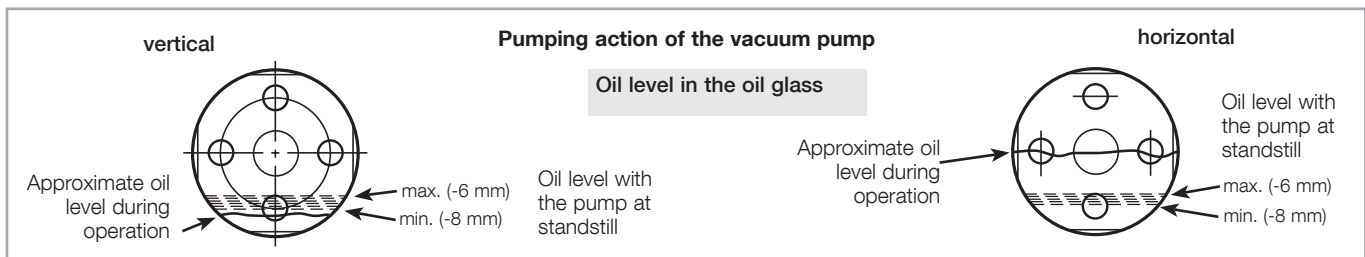 vertical
Pumping action of the vacuum pump
horizontal
Oil level in the oil glass
Approximate oil
level during
operation
max. (-6 mm)
min. (-8 mm)
Oil level with
the pump at
standstill
Approximate oil
level during
operation
Oil level with
the pump at
standstill
max. (-6 mm)
min. (-8 mm)